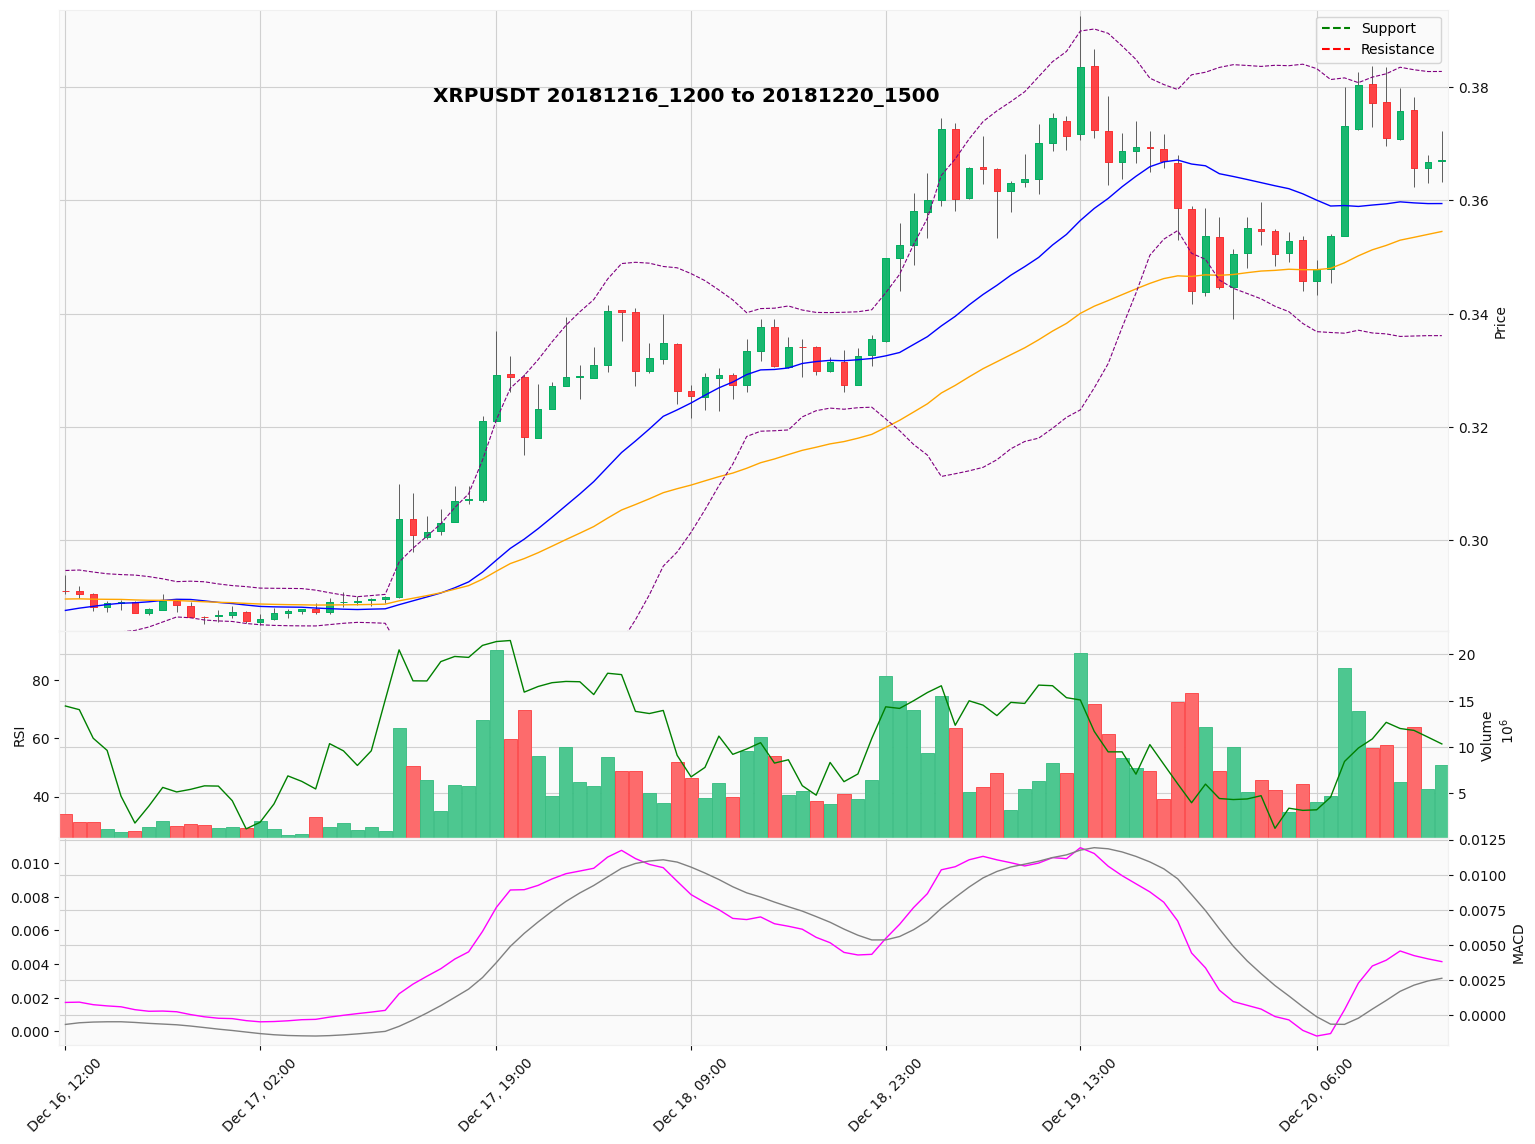 XRPUSDT 20181216_1200 to 20181220_1500
Support
Resistance
0.38
0.36
0.34
0.32
0.30
Price
80
60
40
RSI
20
15
10
5
Volume
10^6
0.010
0.008
0.006
0.004
0.002
0.000
0.0125
0.0100
0.0075
0.0050
0.0025
0.0000
MACD
Dec 16, 12:00
Dec 17, 02:00
Dec 17, 19:00
Dec 18, 09:00
Dec 18, 23:00
Dec 19, 13:00
Dec 20, 06:00